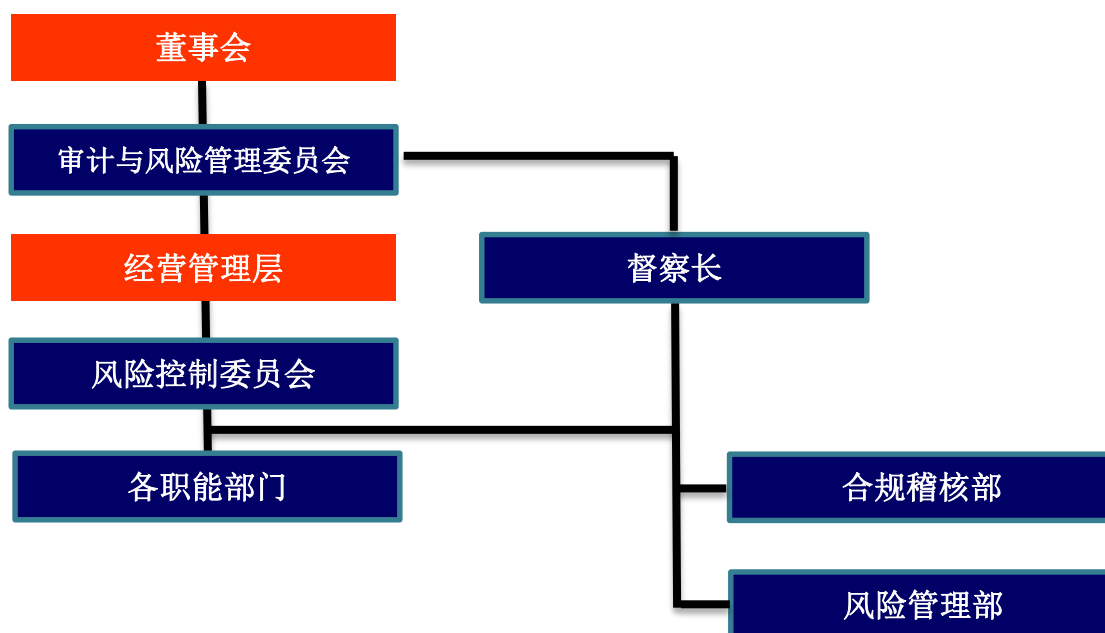 董事会
审计与风险管理委员会
经营管理层
督察长
风险控制委员会
各职能部门
合规稽核部
风险管理部